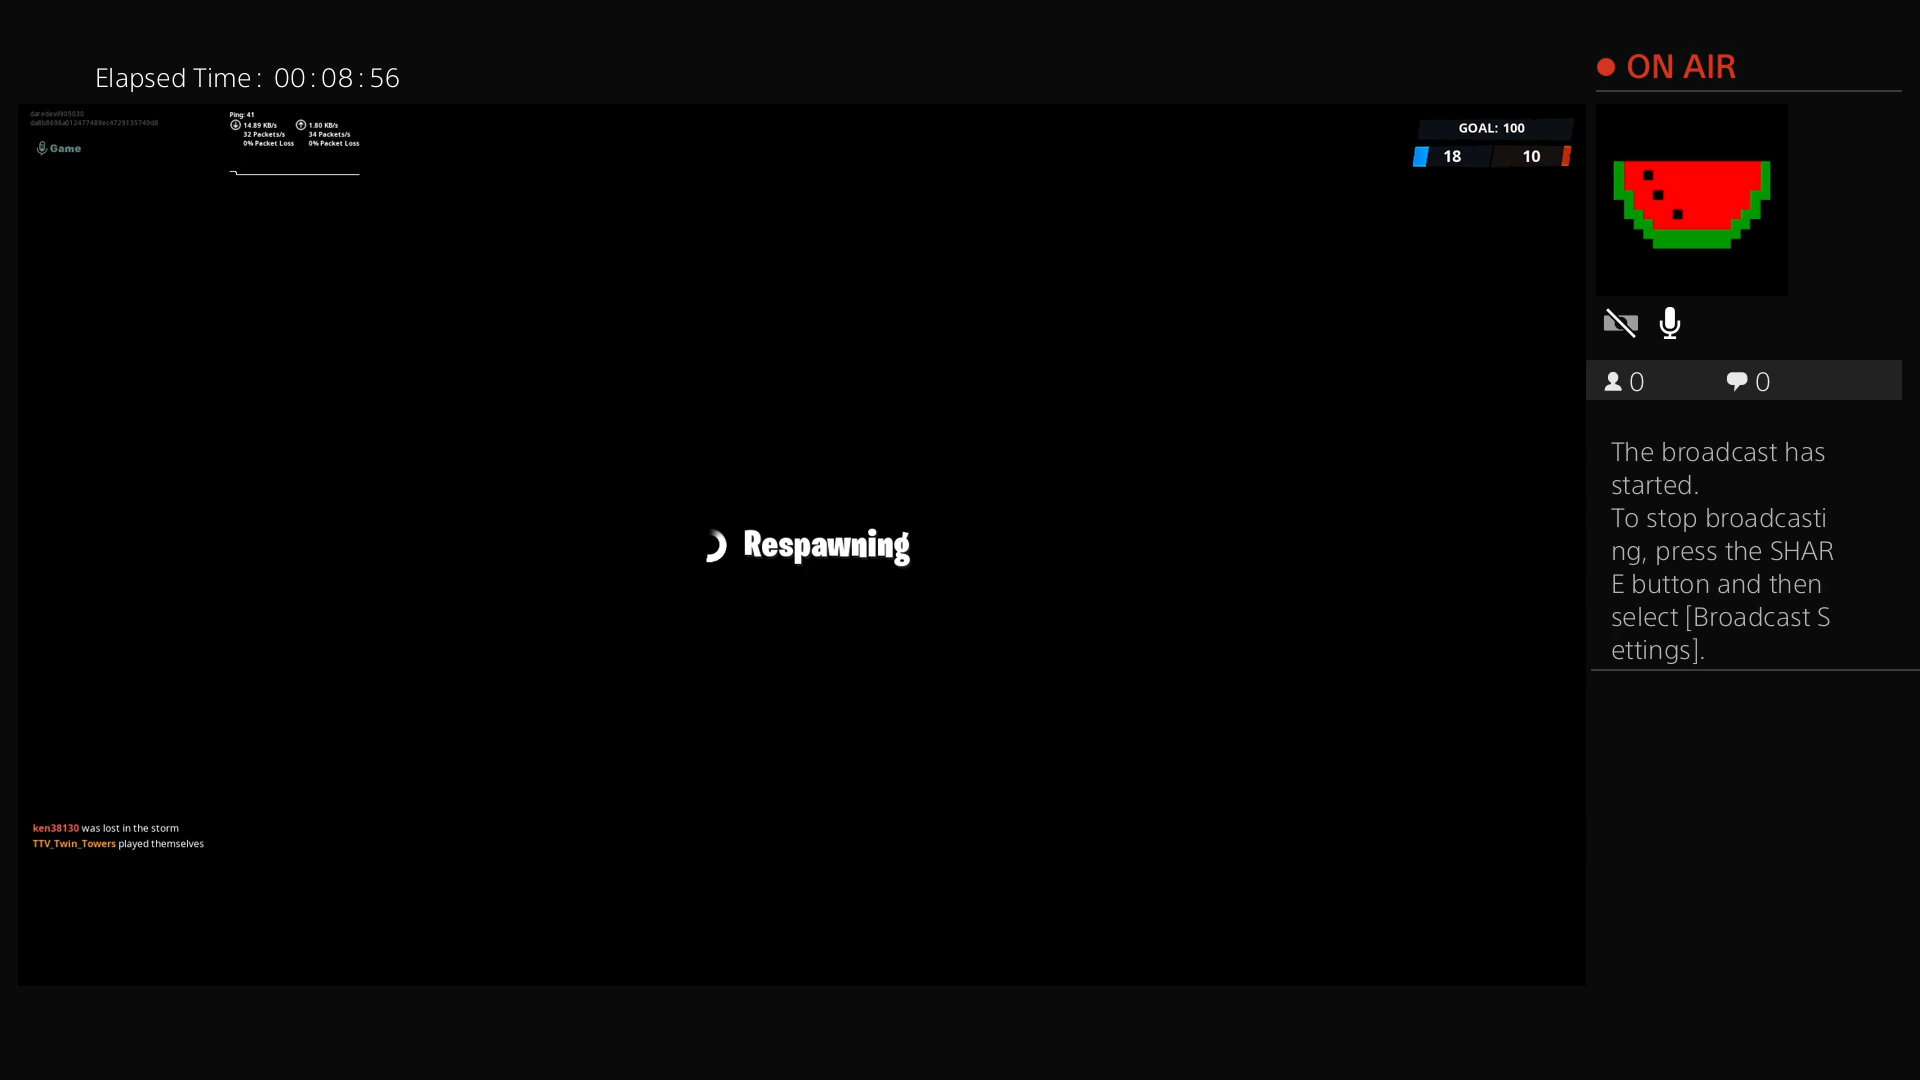 Elapsed Time: 00:08:56
ON AIR
daredevil905030
Ping: 41
14.89 KB/s 1.80 KB/s
32 Packets/s 34 Packets/s
0% Packet Loss 0% Packet Loss
Game
GOAL: 100
18 10
0 0
The broadcast has
started.
To stop broadcasti
ng, press the SHAR
E button and then
select [Broadcast S
ettings].
Respawning
ken38130 was lost in the storm
TTV_Twin_Towers played themselves